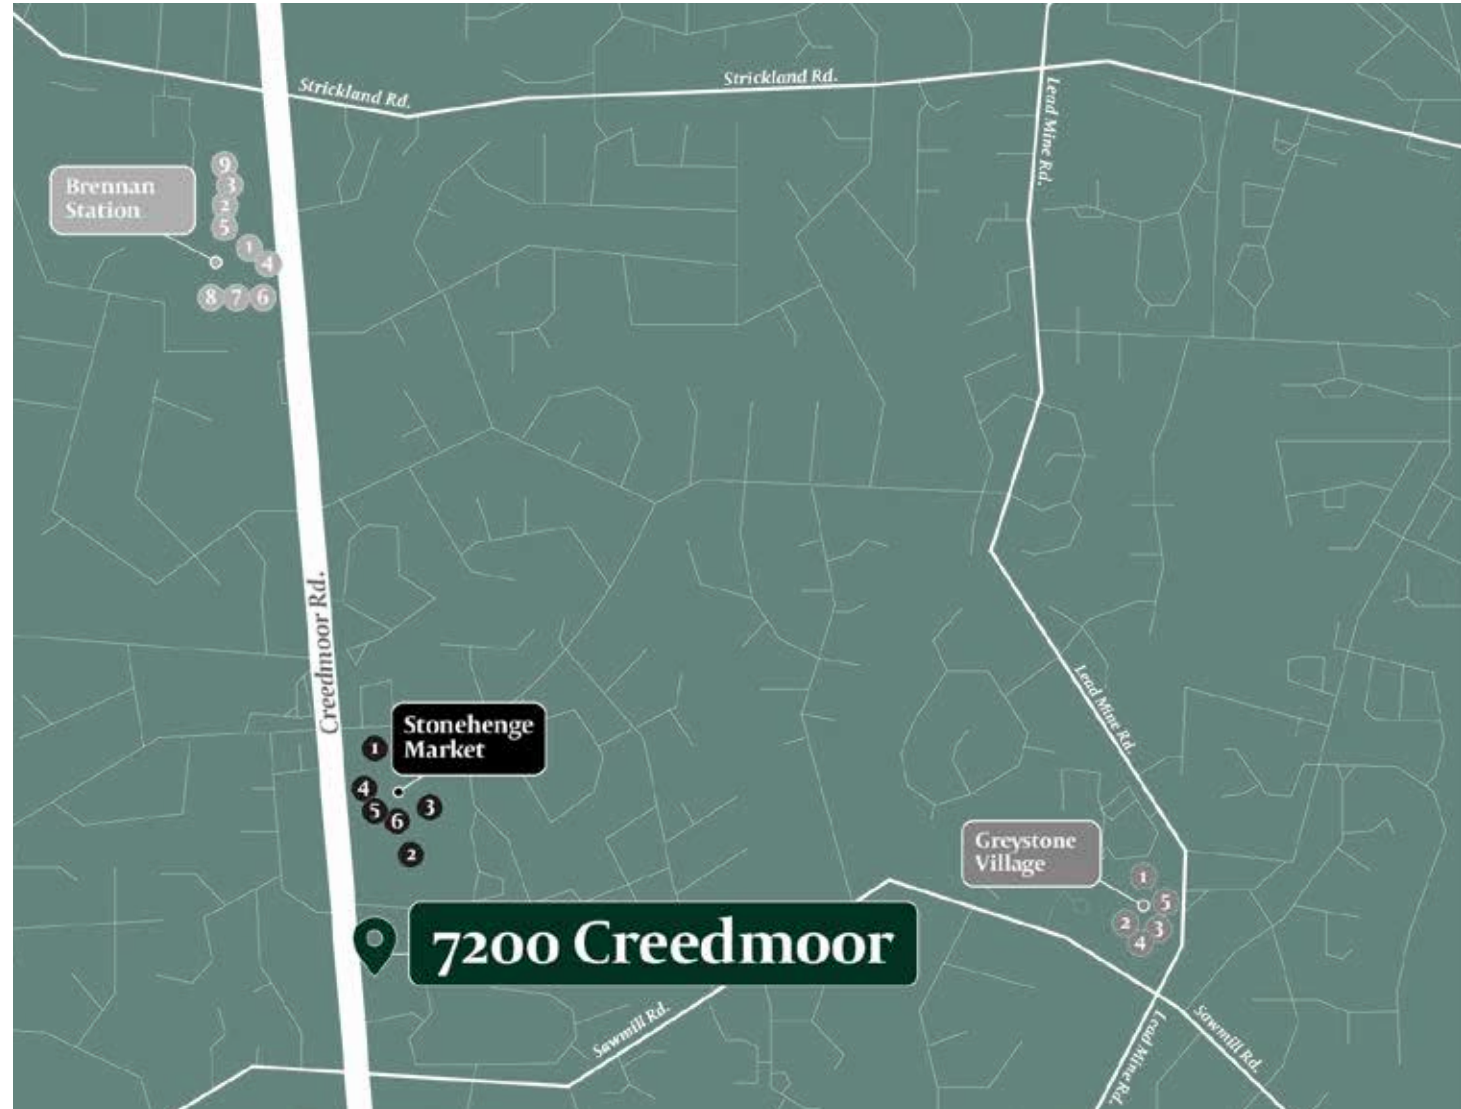 Strickland Rd.
Strickland Rd.
Lead Mine Rd.
9
3
2
5
1
4
8 7 6
Brennan
Station
Creedmoor Rd.
Lead Mine Rd.
Stonehenge
Market
1
4
5
6
3
2
Greystone
Village
1
5
2
3
4
7200 Creedmoor
Sawmill Rd.
Sawmill Rd.
Lead Mine Rd.